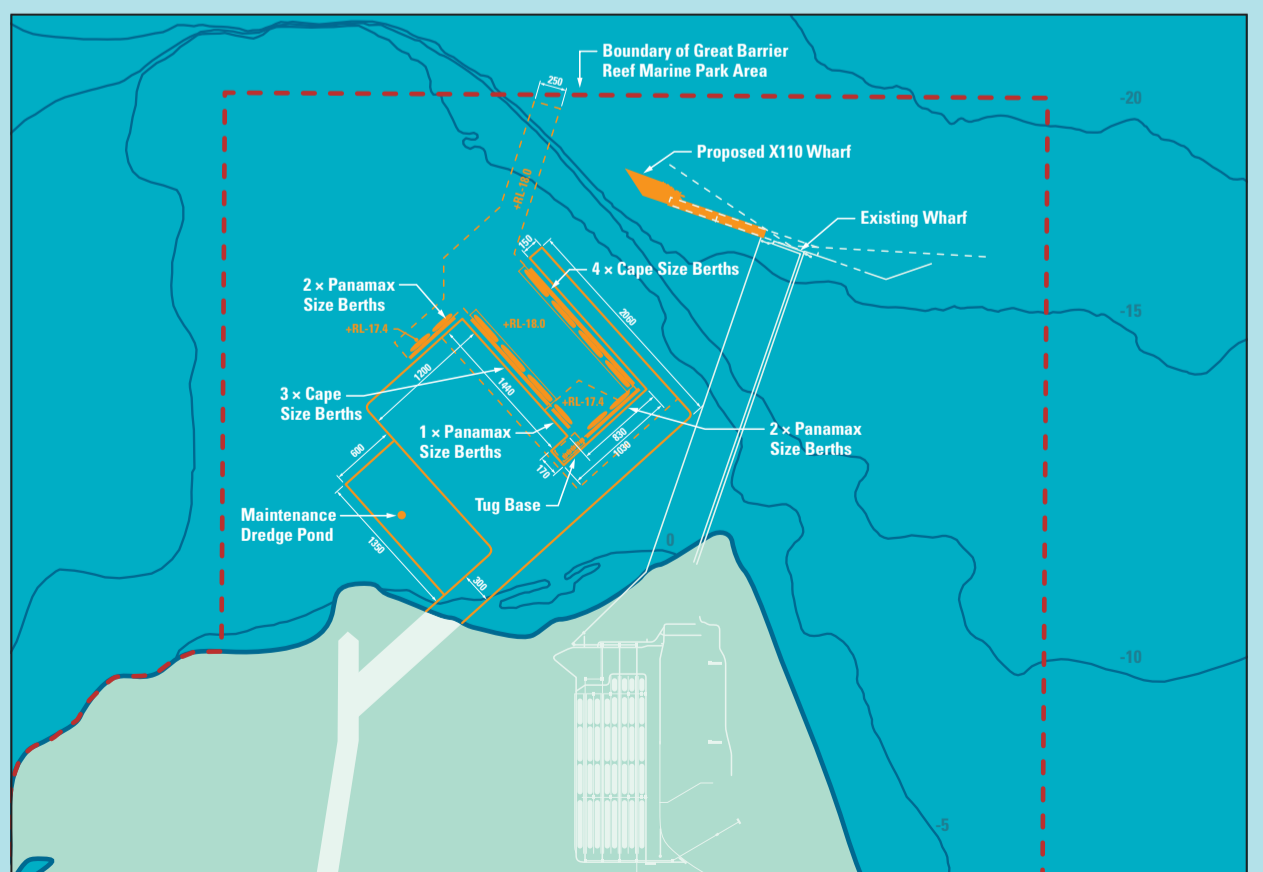 Boundary of Great Barrier
Reef Marine Park Area
250
-20
Proposed X110 Wharf
+RL-18.0
Existing Wharf
150
4 × Cape Size Berths
2 × Panamax
Size Berths
+RL-17.4
+RL-18.0
2060
-15
1200
1440
3 × Cape
Size Berths
+RL-17.4
1 × Panamax
Size Berths
830
1030
2 × Panamax
Size Berths
600
170
Tug Base
Maintenance
Dredge Pond
1350
0
300
-10
-5